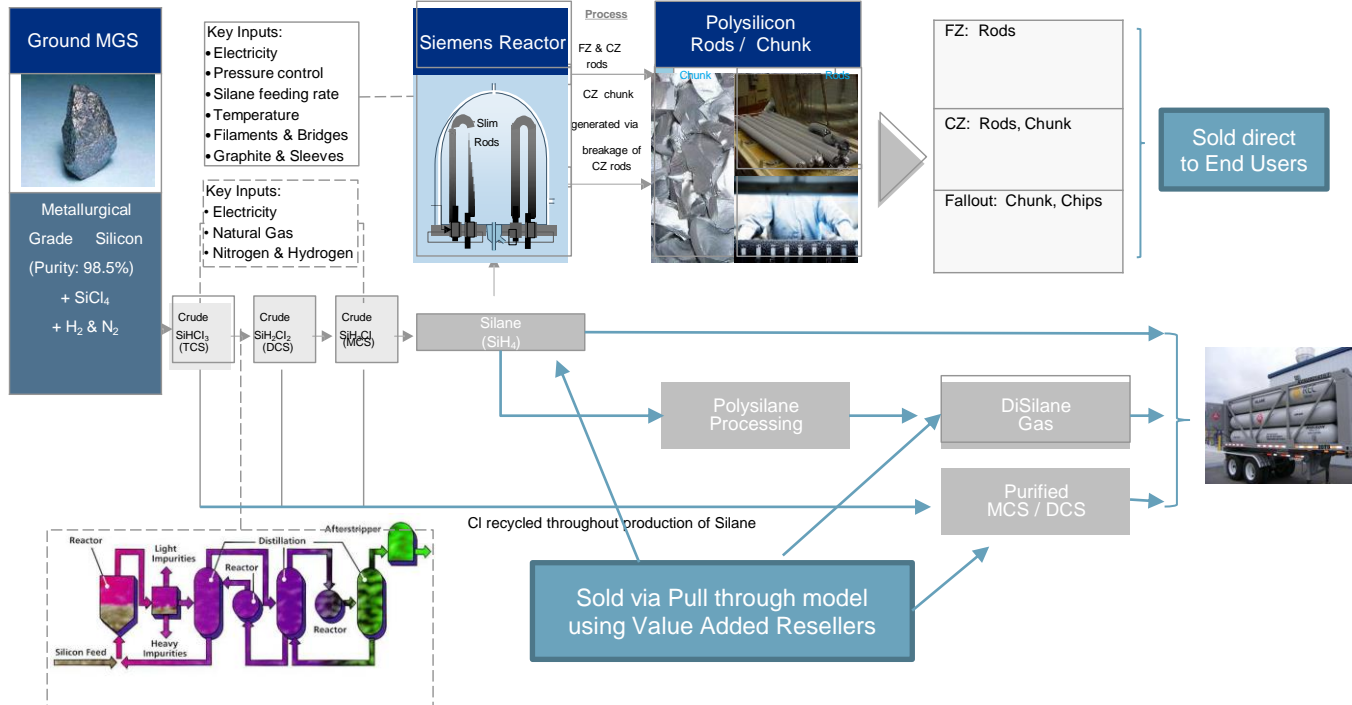 Ground MGS
Metallurgical
Grade Silicon
(Purity: 98.5%)
+ SiCl₄
+ H₂ & N₂
Key Inputs:
• Electricity
• Pressure control
• Silane feeding rate
• Temperature
• Filaments & Bridges
• Graphite & Sleeves
Key Inputs:
• Electricity
• Natural Gas
• Nitrogen & Hydrogen
Siemens Reactor
Slim
Rods
Process
FZ & CZ
rods
CZ chunk
generated via
breakage of
CZ rods
Polysilicon
Rods / Chunk
Chunk
Rods
FZ: Rods
CZ: Rods, Chunk
Fallout: Chunk, Chips
Sold direct
to End Users
Crude
SiHCl₃
(TCS)
Crude
SiH₂Cl₂
(DCS)
Crude
SiH₃Cl
(MCS)
Silane
(SiH₄)
Polysilane
Processing
DiSilane
Gas
Purified
MCS / DCS
Cl recycled throughout production of Silane
Sold via Pull through model
using Value Added Resellers
Reactor
Light
Impurities
Distillation
Afterstripper
Reactor
Reactor
Heavy
Impurities
Silicon Feed